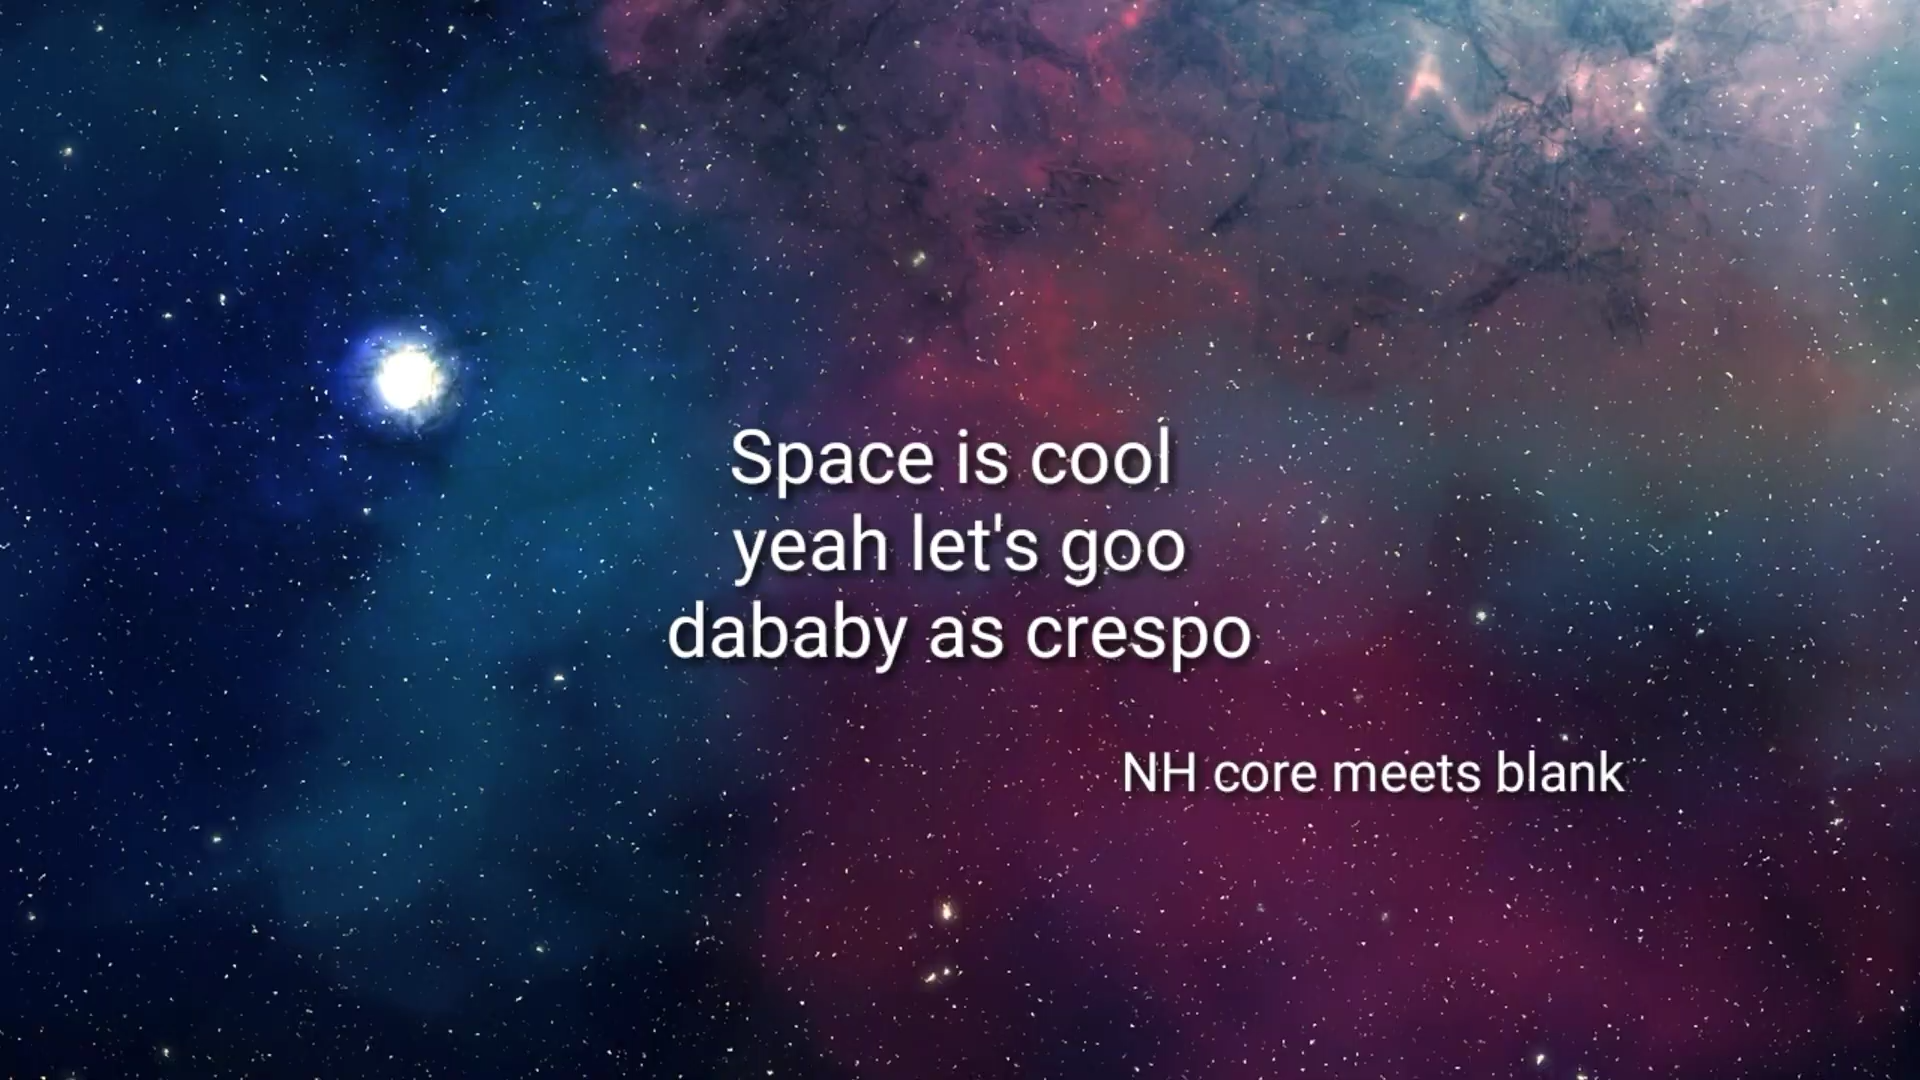 Space is cool
yeah let's goo
dababy as crespo
NH core meets blank